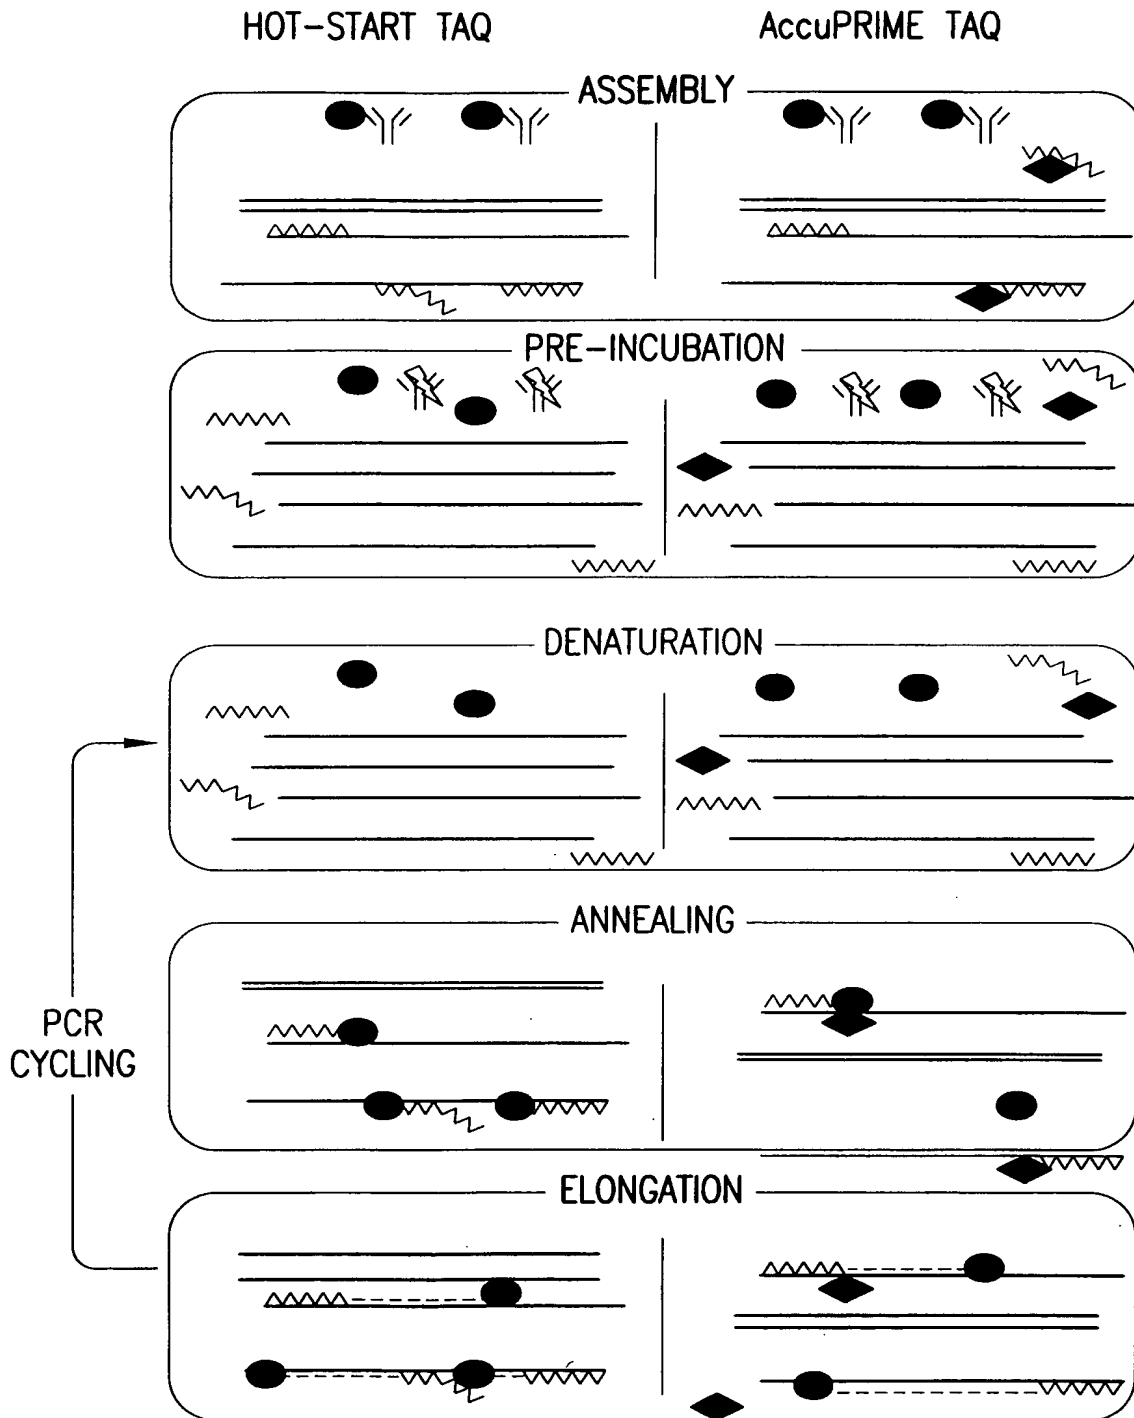 HOT-START TAQ
AccuPRIME TAQ
ASSEMBLY
PRE-INCUBATION
DENATURATION
ANNEALING
PCR
CYCLING
ELONGATION